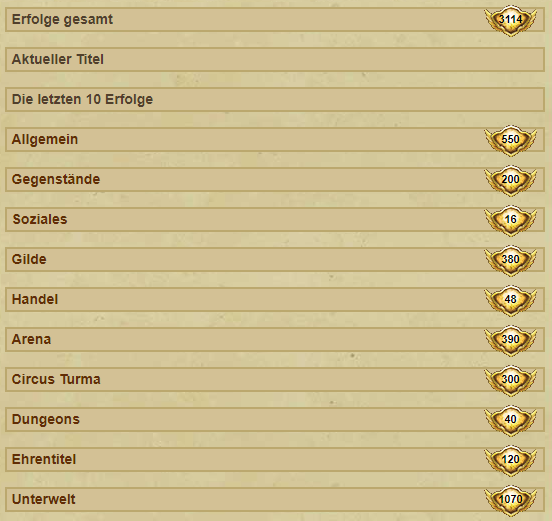 Erfolge gesamt 3114
Aktueller Titel
Die letzten 10 Erfolge
Allgemein 550
Gegenstände 200
Soziales 16
Gilde 380
Handel 48
Arena 390
Circus Turma 300
Dungeons 40
Ehrentitel 120
Unterwelt 1070